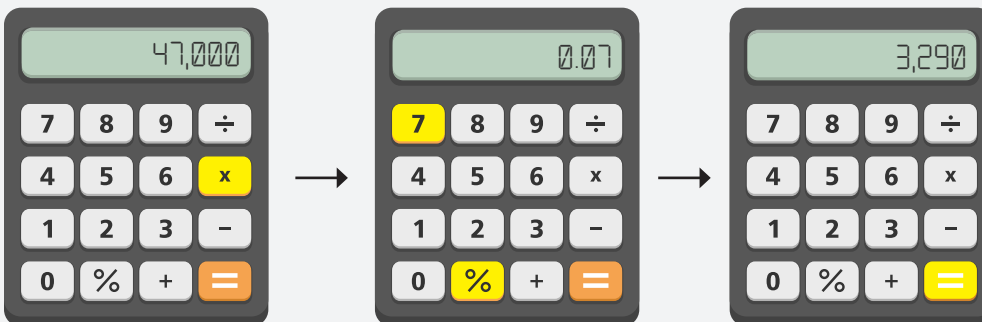 47,000
7 8 9 ÷
4 5 6 x
1 2 3 −
0 % + =
0.07
7 8 9 ÷
4 5 6 x
1 2 3 −
0 % + =
3,290
7 8 9 ÷
4 5 6 x
1 2 3 −
0 % + =